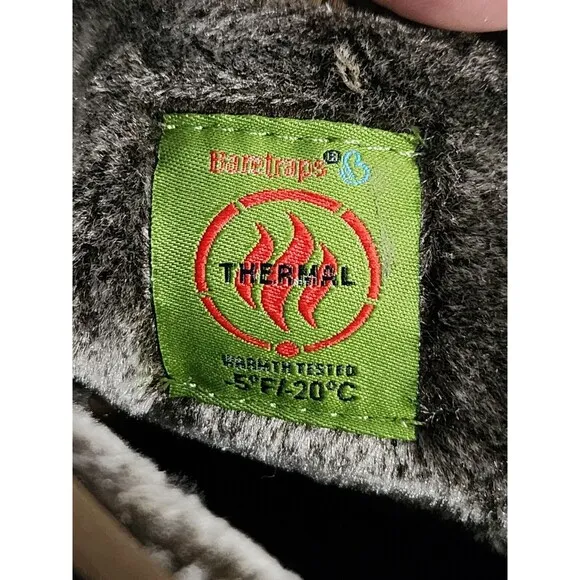 Baretraps®
THERMAL
WARMTH TESTED
-5°F/-20°C